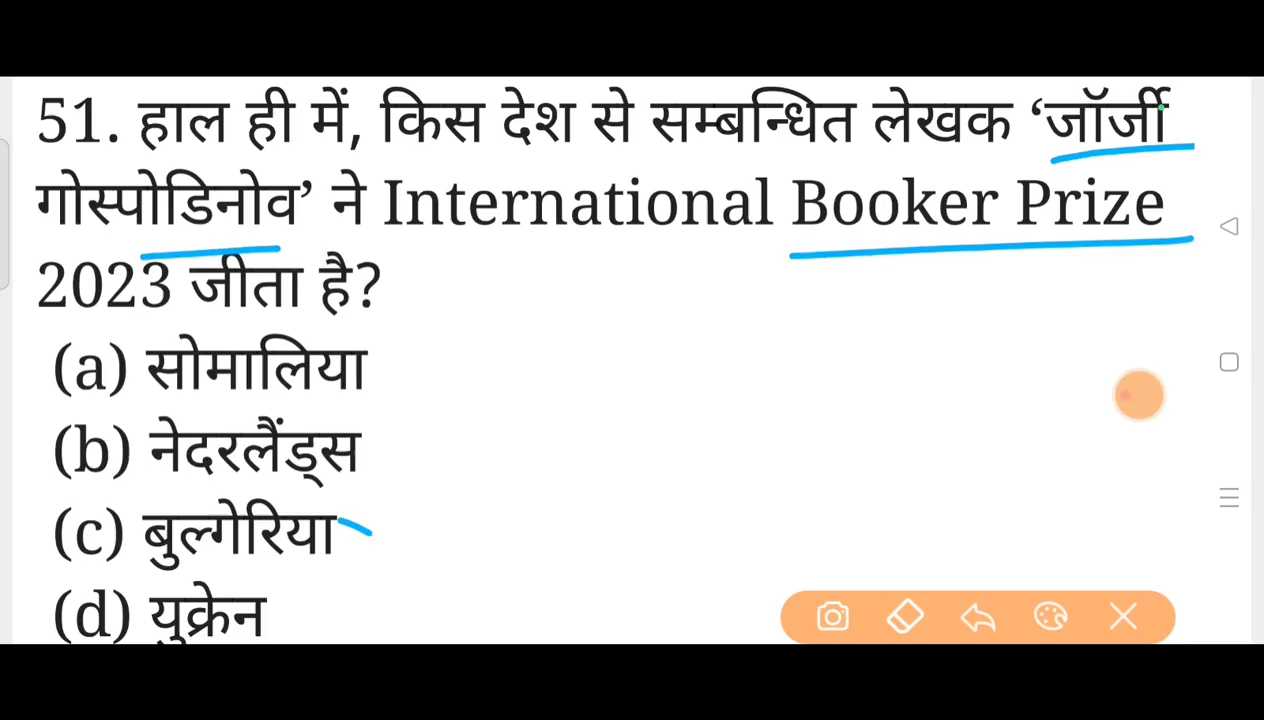 51. हाल ही में, किस देश से सम्बन्धित लेखक ‘जॉर्जी
गोस्पोडिनोव’ ने International Booker Prize
2023 जीता है?
(a) सोमालिया
(b) नेदरलैंड्स
(c) बुल्गेरिया
(d) युक्रेन